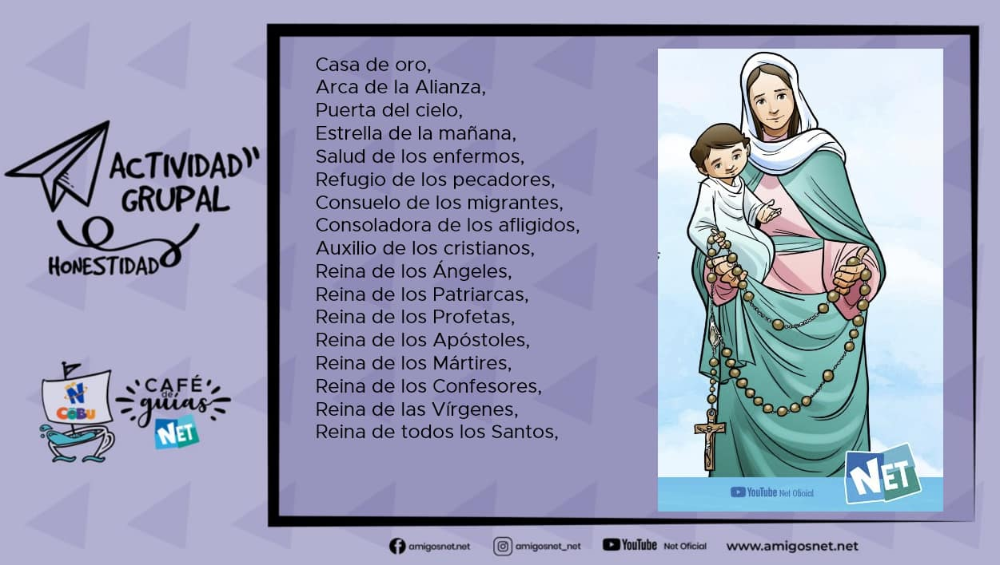 ACTIVIDAD
GRUPAL
HONESTIDAD
N
CÖBU
CAFÉ
de
guías
NET
Casa de oro,
Arca de la Alianza,
Puerta del cielo,
Estrella de la mañana,
Salud de los enfermos,
Refugio de los pecadores,
Consuelo de los migrantes,
Consoladora de los afligidos,
Auxilio de los cristianos,
Reina de los Ángeles,
Reina de los Patriarcas,
Reina de los Profetas,
Reina de los Apóstoles,
Reina de los Mártires,
Reina de los Confesores,
Reina de las Vírgenes,
Reina de todos los Santos,
YouTube Net Oficial
NET
amigosnet.net amigosnet_net YouTube Net Oficial www.amigosnet.net